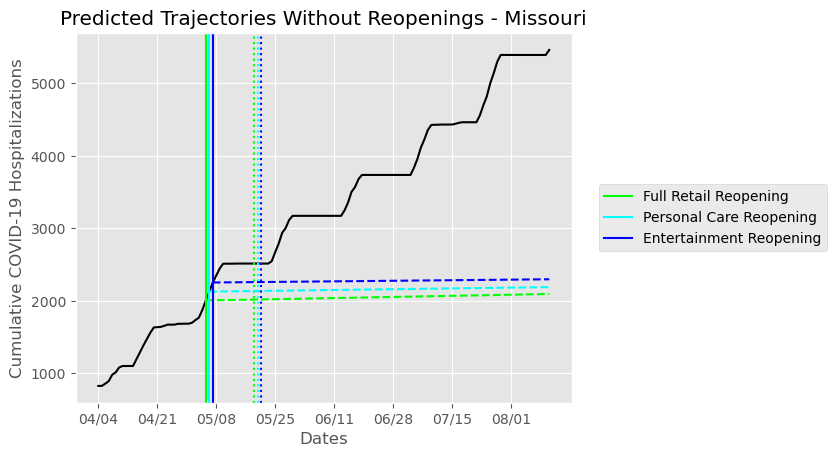 Predicted Trajectories Without Reopenings - Missouri
Cumulative COVID-19 Hospitalizations
5000
4000
3000
2000
1000
04/04 04/21 05/08 05/25 06/11 06/28 07/15 08/01
Dates
Full Retail Reopening
Personal Care Reopening
Entertainment Reopening